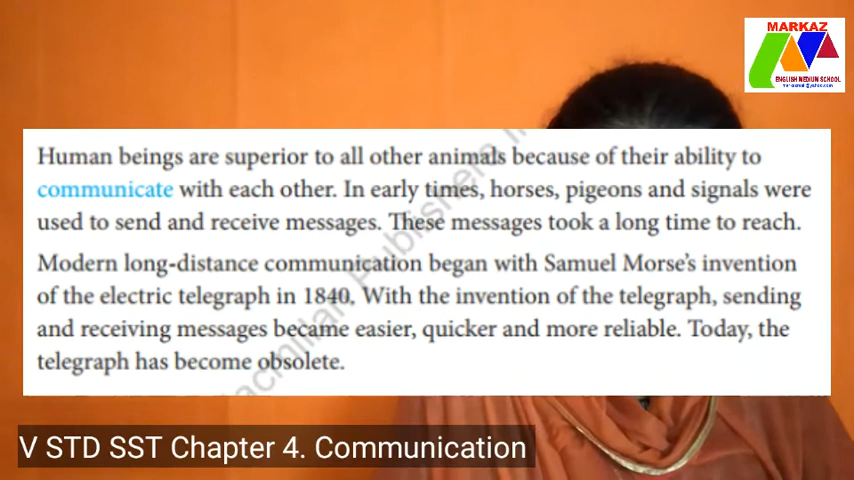 MARKAZ
ENGLISH MEDIUM SCHOOL
Human beings are superior to all other animals because of their ability to
communicate with each other. In early times, horses, pigeons and signals were
used to send and receive messages. These messages took a long time to reach.
Modern long-distance communication began with Samuel Morse's invention
of the electric telegraph in 1840. With the invention of the telegraph, sending
and receiving messages became easier, quicker and more reliable. Today, the
telegraph has become obsolete.
V STD SST Chapter 4. Communication